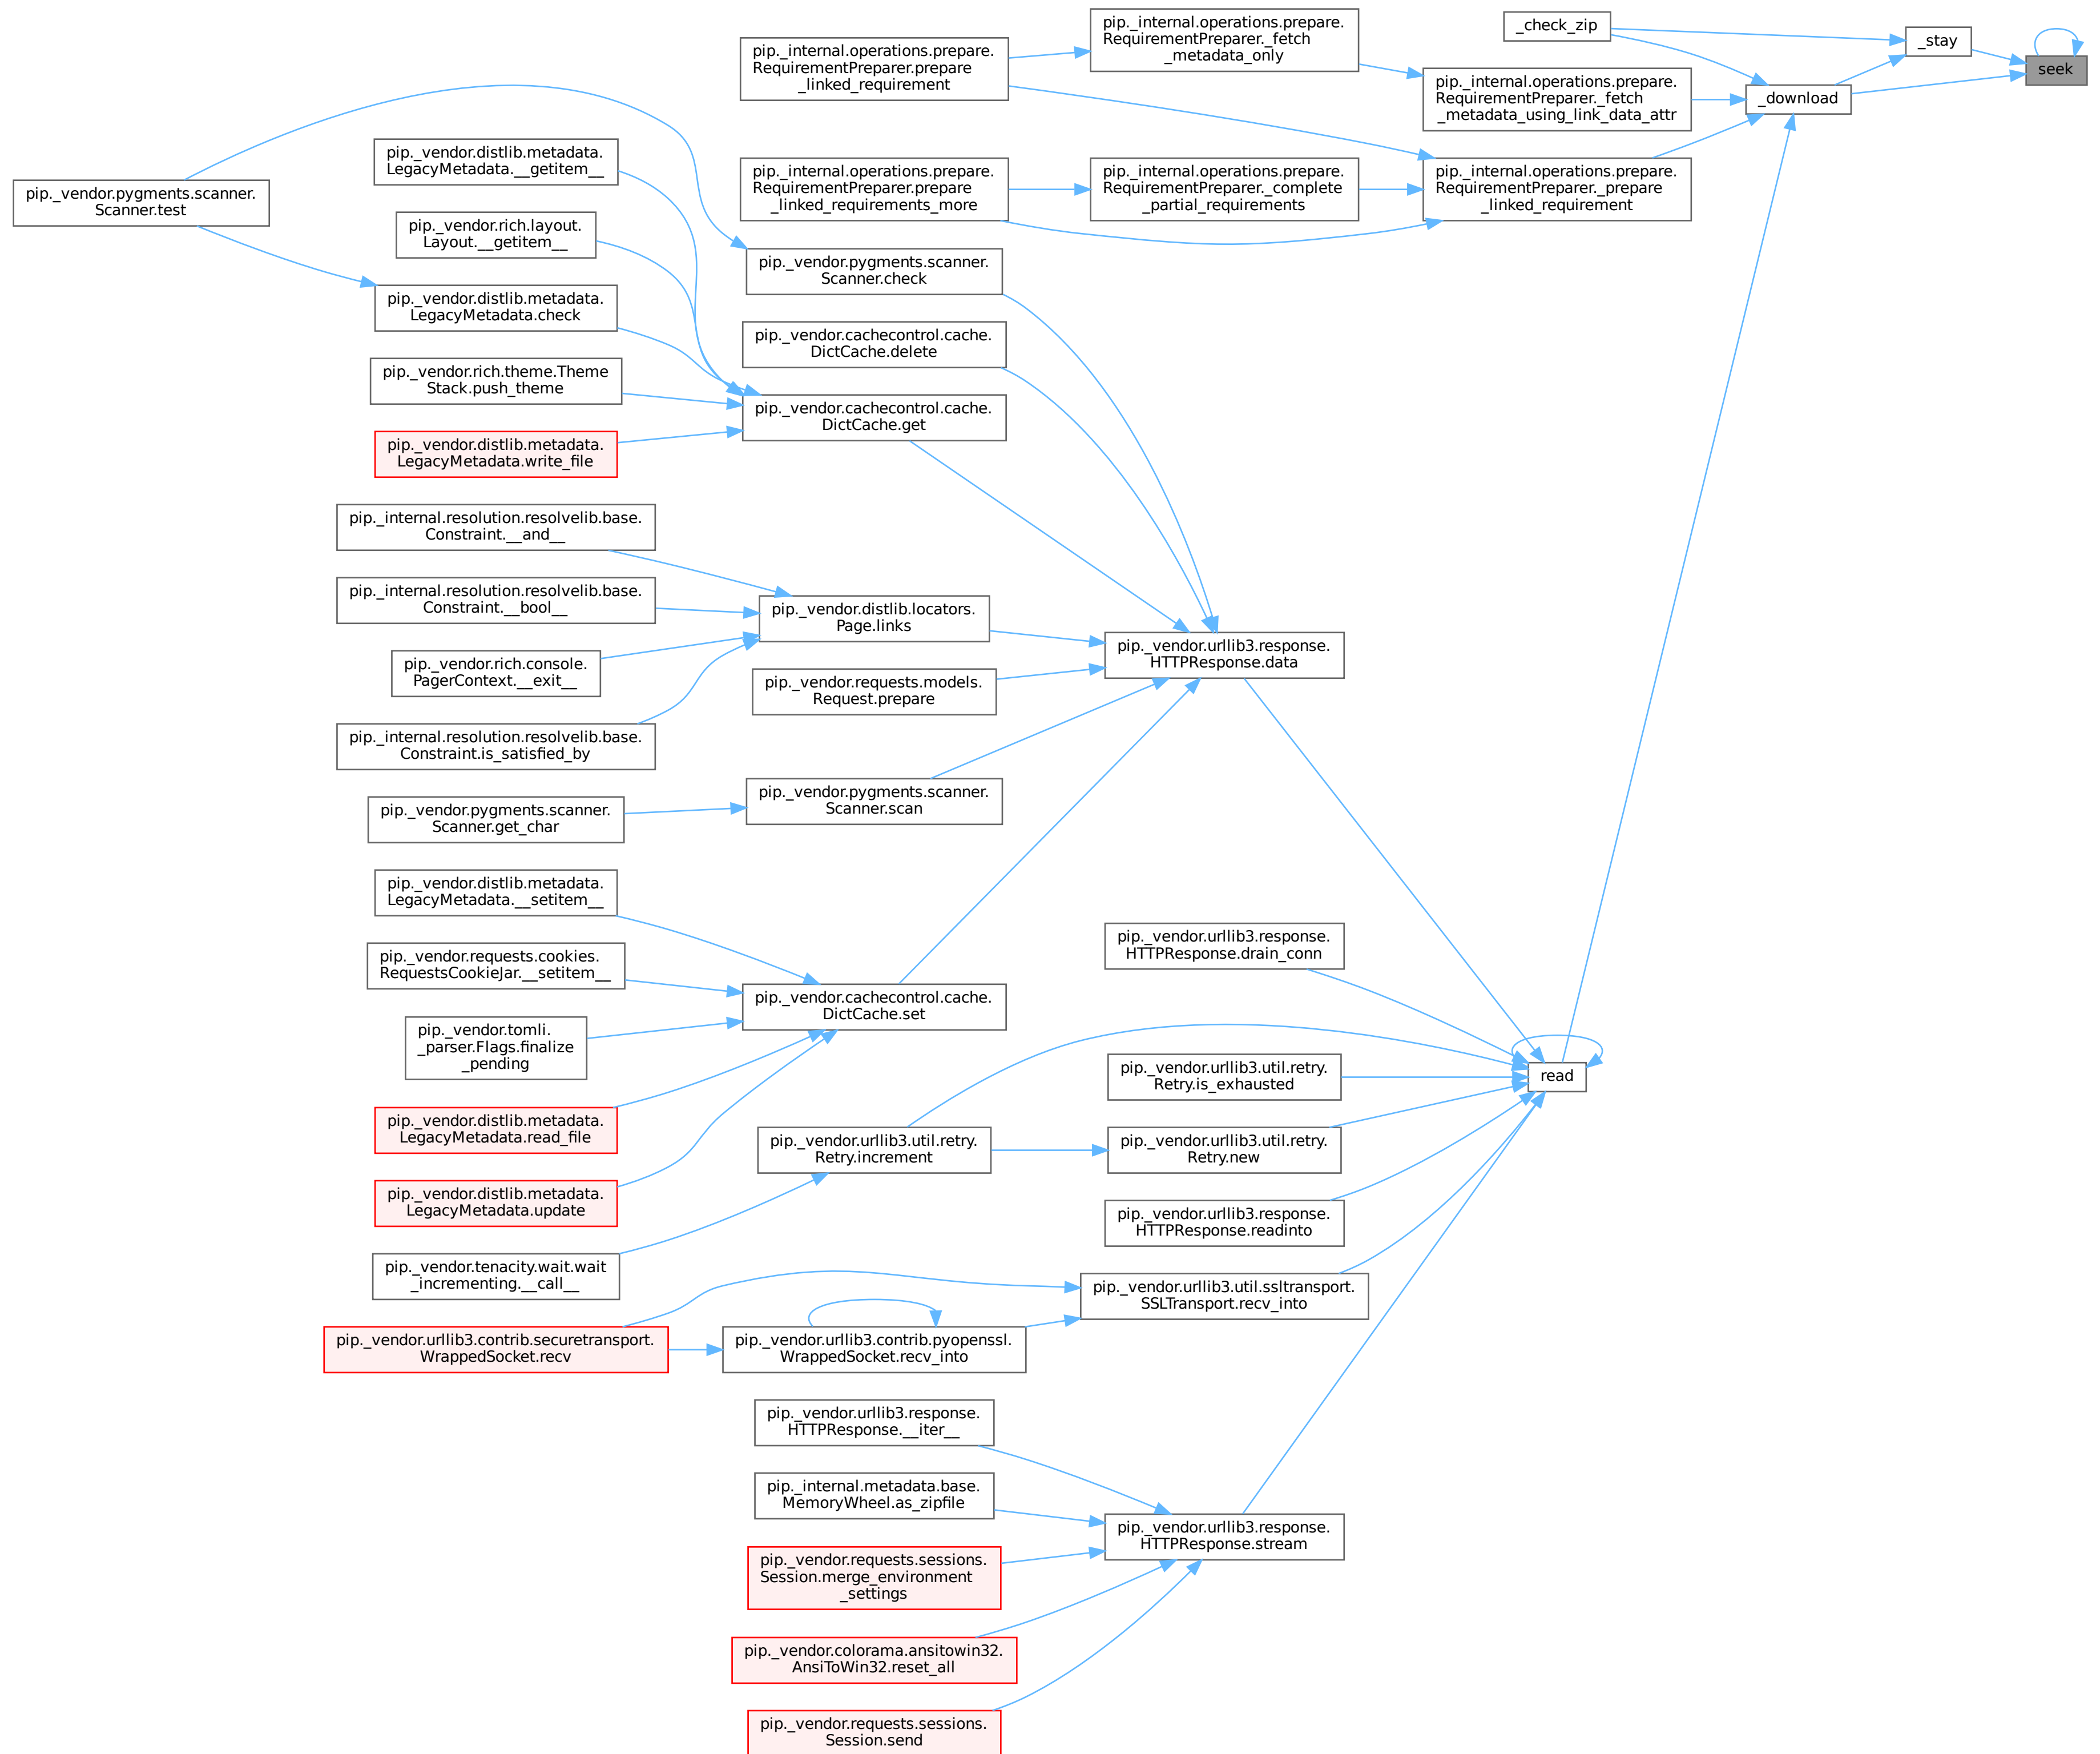 pip._internal.operations.prepare.
RequirementPreparer._fetch
_metadata_only
_check_zip
_stay
seek
pip._internal.operations.prepare.
RequirementPreparer.prepare
_linked_requirement
pip._internal.operations.prepare.
RequirementPreparer._fetch
_metadata_using_link_data_attr
_download
pip._vendor.distlib.metadata.
LegacyMetadata.__getitem__
pip._internal.operations.prepare.
RequirementPreparer.prepare
_linked_requirements_more
pip._internal.operations.prepare.
RequirementPreparer._complete
_partial_requirements
pip._internal.operations.prepare.
RequirementPreparer._prepare
_linked_requirement
pip._vendor.pygments.scanner.
Scanner.test
pip._vendor.rich.layout.
Layout.__getitem__
pip._vendor.pygments.scanner.
Scanner.check
pip._vendor.distlib.metadata.
LegacyMetadata.check
pip._vendor.cachecontrol.cache.
DictCache.delete
pip._vendor.rich.theme.Theme
Stack.push_theme
pip._vendor.cachecontrol.cache.
DictCache.get
pip._vendor.distlib.metadata.
LegacyMetadata.write_file
pip._internal.resolution.resolvelib.base.
Constraint.__and__
pip._internal.resolution.resolvelib.base.
Constraint.__bool__
pip._vendor.distlib.locators.
Page.links
pip._vendor.urllib3.response.
HTTPResponse.data
pip._vendor.rich.console.
PagerContext.__exit__
pip._vendor.requests.models.
Request.prepare
pip._internal.resolution.resolvelib.base.
Constraint.is_satisfied_by
pip._vendor.pygments.scanner.
Scanner.scan
pip._vendor.pygments.scanner.
Scanner.get_char
pip._vendor.distlib.metadata.
LegacyMetadata.__setitem__
pip._vendor.urllib3.response.
HTTPResponse.drain_conn
pip._vendor.requests.cookies.
RequestsCookieJar.__setitem__
pip._vendor.cachecontrol.cache.
DictCache.set
pip._vendor.tomli.
_parser.Flags.finalize
_pending
pip._vendor.urllib3.util.retry.
Retry.is_exhausted
read
pip._vendor.distlib.metadata.
LegacyMetadata.read_file
pip._vendor.urllib3.util.retry.
Retry.increment
pip._vendor.urllib3.util.retry.
Retry.new
pip._vendor.distlib.metadata.
LegacyMetadata.update
pip._vendor.urllib3.response.
HTTPResponse.readinto
pip._vendor.tenacity.wait.wait
_incrementing.__call__
pip._vendor.urllib3.util.ssltransport.
SSLTransport.recv_into
pip._vendor.urllib3.contrib.securetransport.
WrappedSocket.recv
pip._vendor.urllib3.contrib.pyopenssl.
WrappedSocket.recv_into
pip._vendor.urllib3.response.
HTTPResponse.__iter__
pip._internal.metadata.base.
MemoryWheel.as_zipfile
pip._vendor.urllib3.response.
HTTPResponse.stream
pip._vendor.requests.sessions.
Session.merge_environment
_settings
pip._vendor.colorama.ansitowin32.
AnsiToWin32.reset_all
pip._vendor.requests.sessions.
Session.send